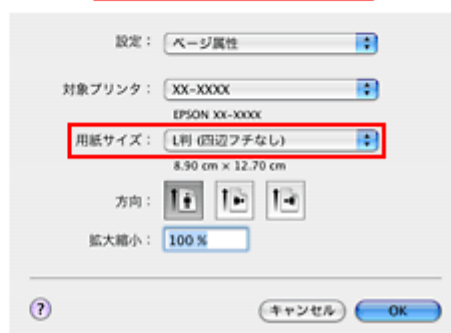 設定： ページ属性
対象プリンタ： XX-XXXX
EPSON XX-XXXX
用紙サイズ： L判 (四辺フチなし)
8.90 cm × 12.70 cm
方向：
拡大縮小： 100 %
? キャンセル OK